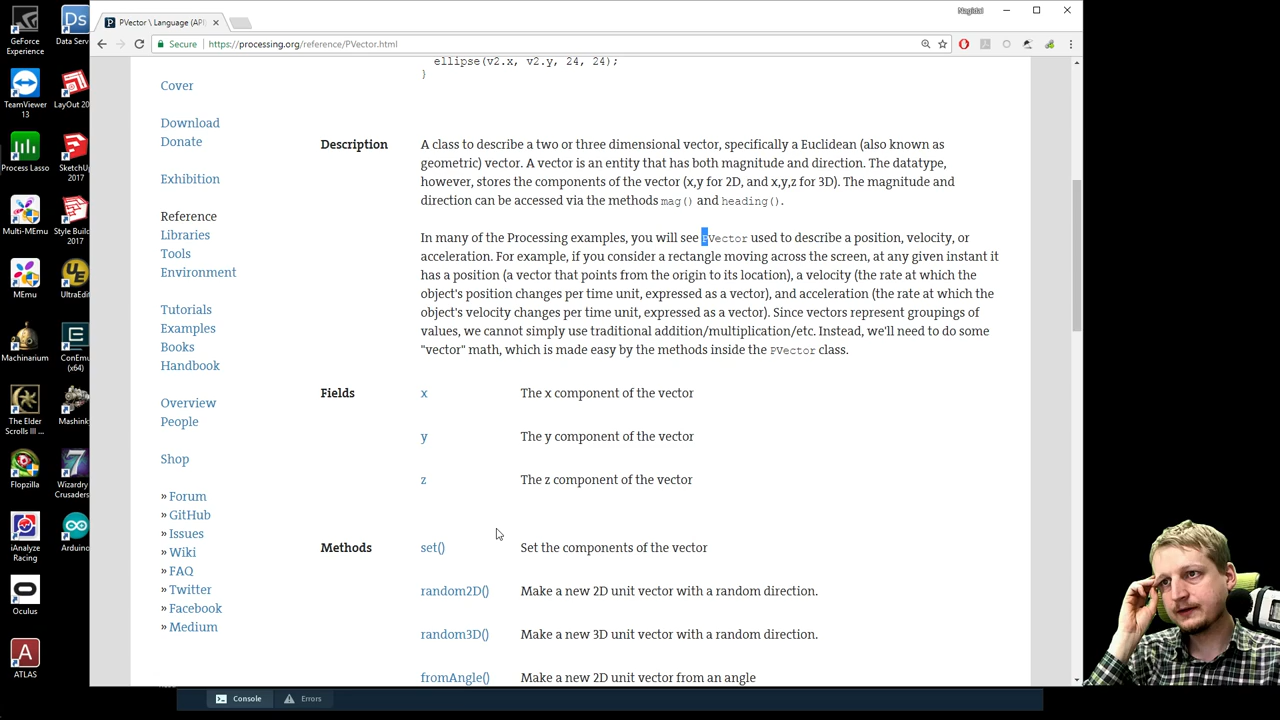 GeForce
Experience
Data Serv
TeamViewer
13
LayOut 20
Process Lasso
SketchU
2017
Multi-MEmu
Style B
2017
MEmu
UltraEdit
Machinarium
ConEmu
(x64)
The Elder
Scrolls III ...
Mashink
Flopzilla
Wizardry
Crusaders
iAnalyze
Racing
Arduino
Oculus
ATLAS
PVector \ Language (API
Nagidal
Secure
https://processing.org/reference/PVector.html
Cover
Download
Donate
Exhibition
Reference
Libraries
Tools
Environment
Tutorials
Examples
Books
Handbook
Overview
People
Shop
» Forum
» GitHub
» Issues
» Wiki
» FAQ
» Twitter
» Facebook
» Medium
ellipse(v2.x, v2.y, 24, 24);
}
Description
A class to describe a two or three dimensional vector, specifically a Euclidean (also known as
geometric) vector. A vector is an entity that has both magnitude and direction. The datatype,
however, stores the components of the vector (x,y for 2D, and x,y,z for 3D). The magnitude and
direction can be accessed via the methods mag() and heading().
In many of the Processing examples, you will see PVector used to describe a position, velocity, or
acceleration. For example, if you consider a rectangle moving across the screen, at any given instant it
has a position (a vector that points from the origin to its location), a velocity (the rate at which the
object's position changes per time unit, expressed as a vector), and acceleration (the rate at which the
object's velocity changes per time unit, expressed as a vector). Since vectors represent groupings of
values, we cannot simply use traditional addition/multiplication/etc. Instead, we'll need to do some
"vector" math, which is made easy by the methods inside the PVector class.
Fields
x The x component of the vector
y The y component of the vector
z The z component of the vector
Methods
set() Set the components of the vector
random2D() Make a new 2D unit vector with a random direction.
random3D() Make a new 3D unit vector with a random direction.
fromAngle() Make a new 2D unit vector from an angle
Console
Errors